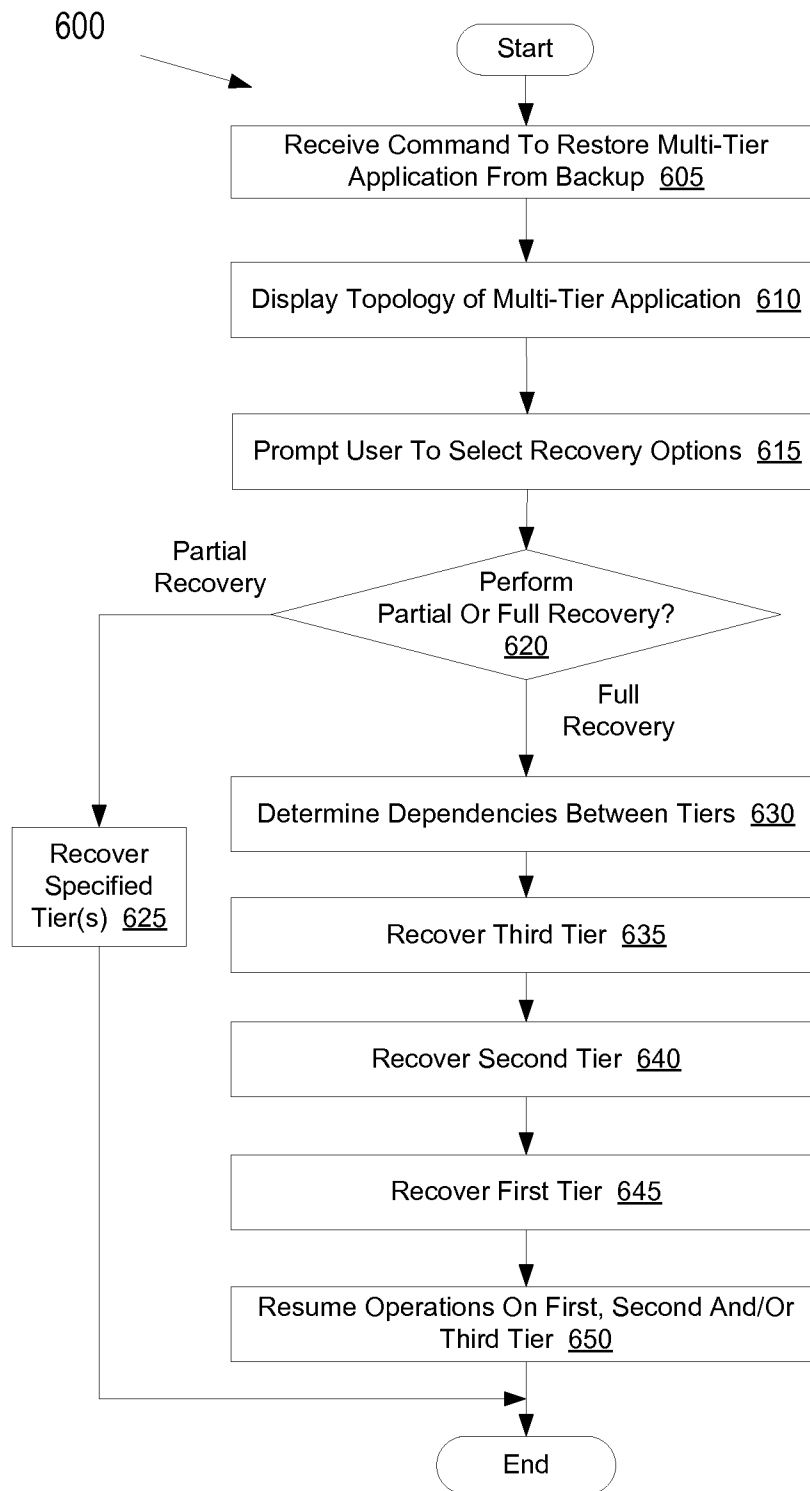 600
Start
Receive Command To Restore Multi-Tier
Application From Backup 605
Display Topology of Multi-Tier Application 610
Prompt User To Select Recovery Options 615
Partial
Recovery
Perform
Partial Or Full Recovery?
620
Full
Recovery
Determine Dependencies Between Tiers 630
Recover
Specified
Tier(s) 625
Recover Third Tier 635
Recover Second Tier 640
Recover First Tier 645
Resume Operations On First, Second And/Or
Third Tier 650
End